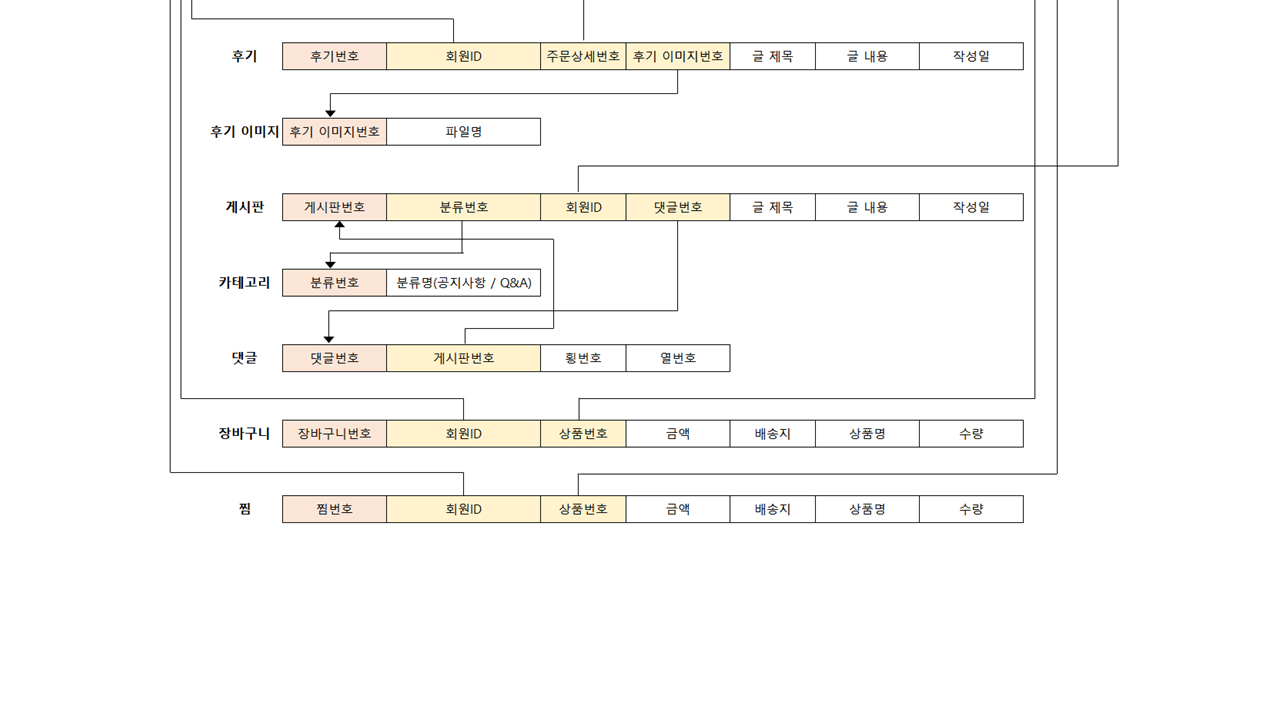 후기 후기번호 회원ID 주문상세번호 후기 이미지번호 글 제목 글 내용 작성일
후기 이미지 후기 이미지번호 파일명
게시판 게시판번호 분류번호 회원ID 댓글번호 글 제목 글 내용 작성일
카테고리 분류번호 분류명(공지사항 / Q&A)
댓글 댓글번호 게시판번호 횡번호 열번호
장바구니 장바구니번호 회원ID 상품번호 금액 배송지 상품명 수량
찜 찜번호 회원ID 상품번호 금액 배송지 상품명 수량